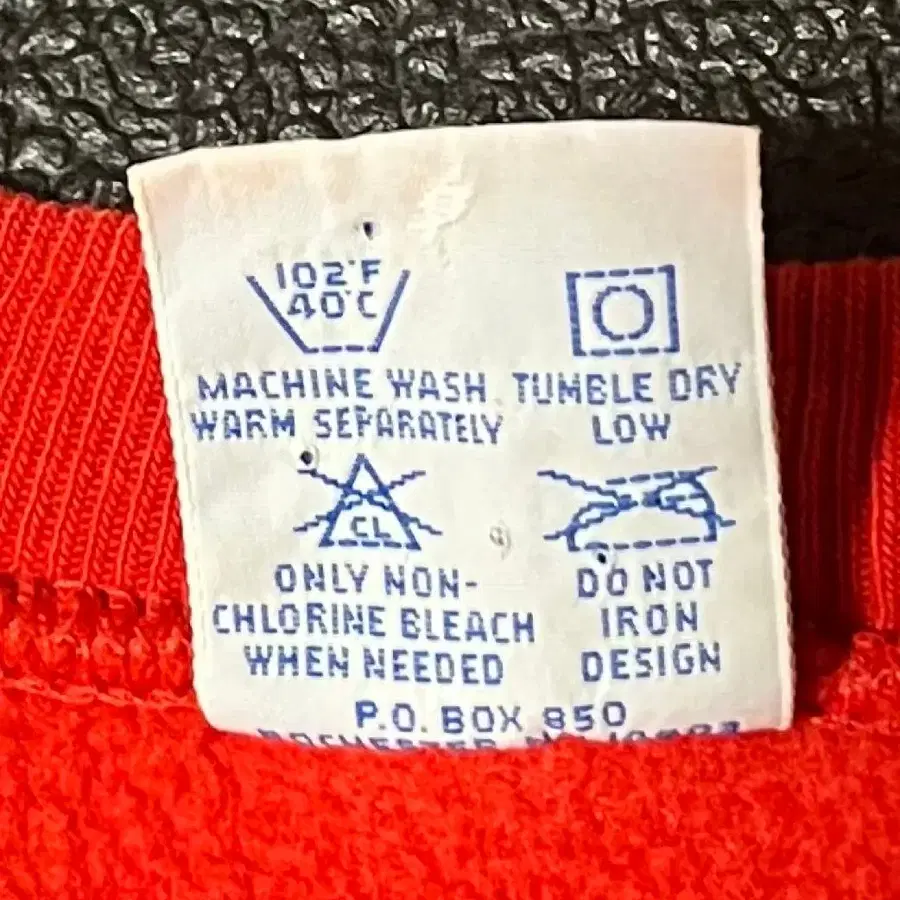 102°F
40°C
MACHINE WASH
WARM SEPARATELY
TUMBLE DRY
LOW
CL
ONLY NON-
CHLORINE BLEACH
WHEN NEEDED
DO NOT
IRON
DESIGN
P.O. BOX 850